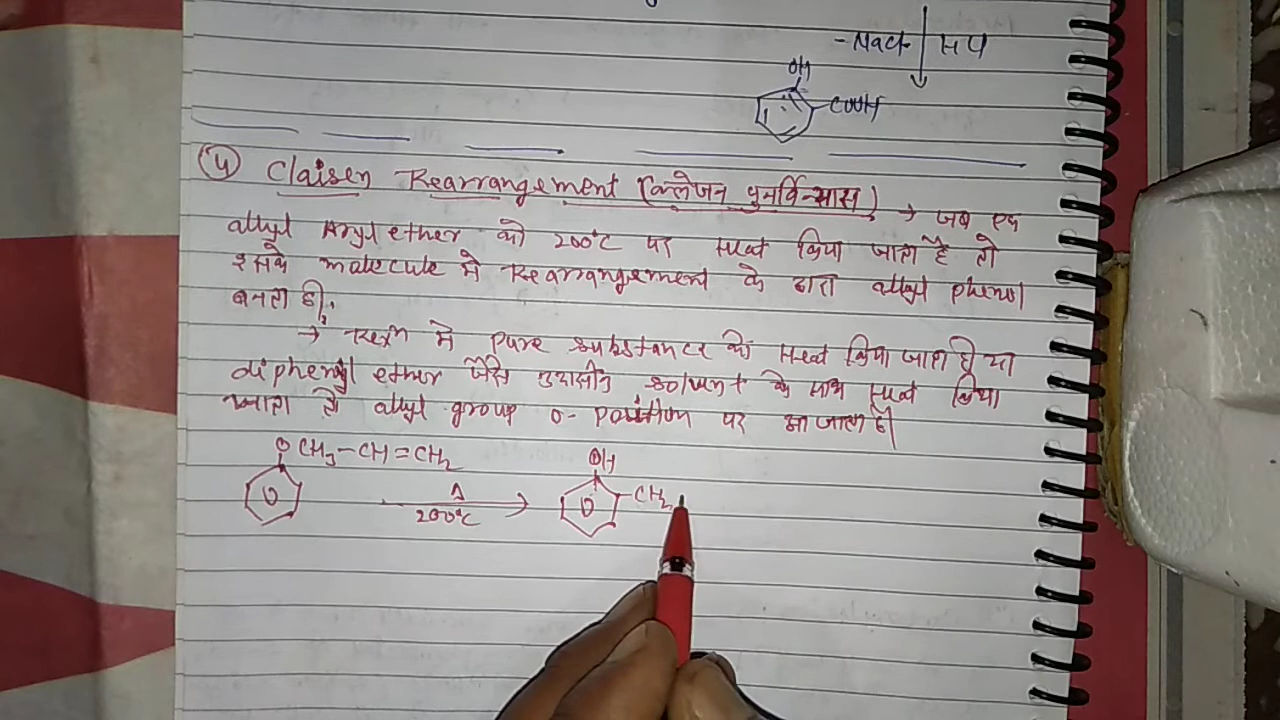 -NaCl HCl
OH
COOH
(4) Claisen Rearrangement (क्लेजन पुनर्विन्यास) → जब एक
allyl Aryl ether को 200°C पर Heat किया जाता है तो
इसके molecule में Rearrangement के द्वारा allyl phenol
बनता है।
→ Rexn में pure substance को Heat किया जाता है या
diphenyl ether जैसे उदासीन solvent के साथ Heat किया
जाता तो allyl group o- position पर आ जाता है।
O CH2-CH=CH2
Δ
200°C
OH
CH2